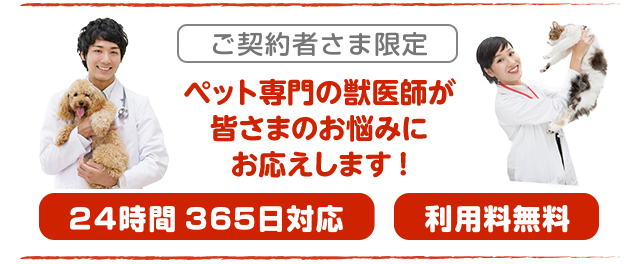 ご契約者さま限定
ペット専門の獣医師が
皆さまのお悩みに
お応えします！
24時間 365日対応
利用料無料